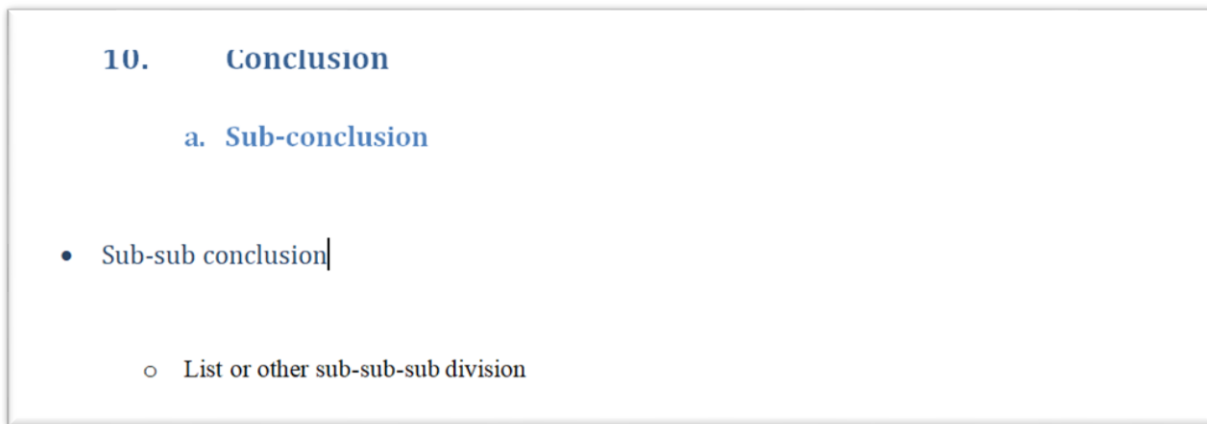 10. Conclusion
a. Sub-conclusion
• Sub-sub conclusion
o List or other sub-sub-sub division